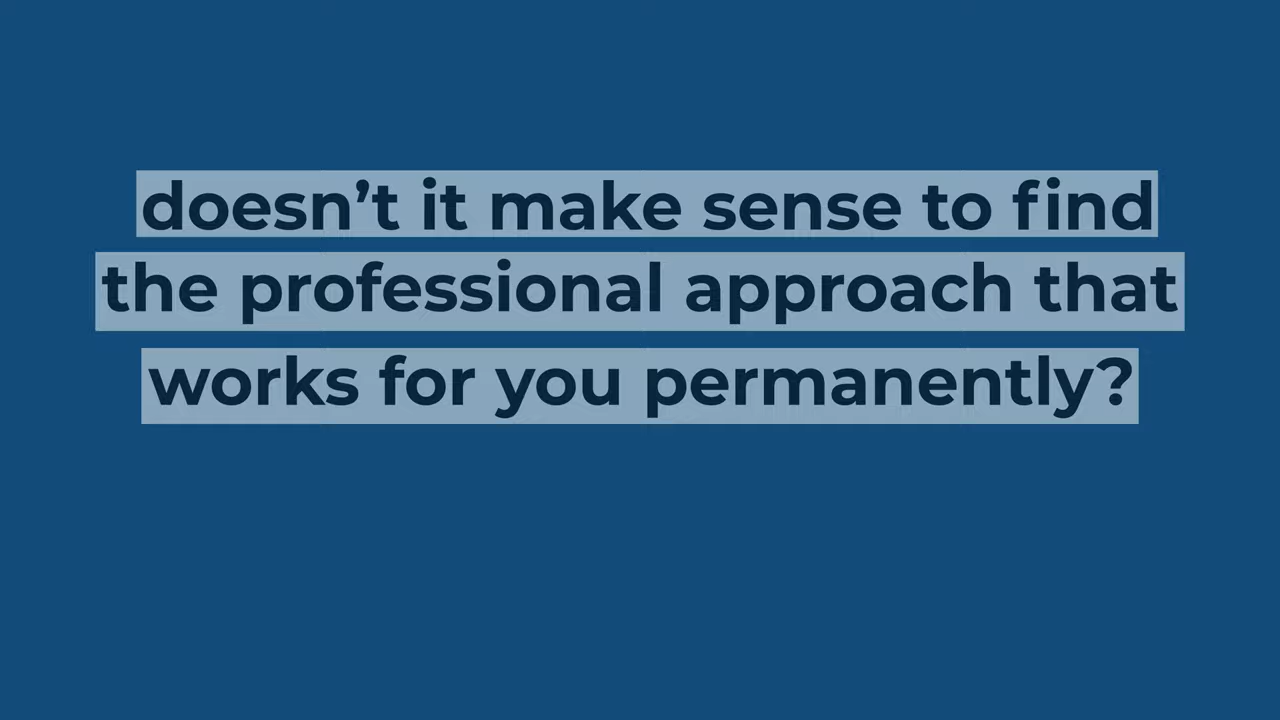 doesn’t it make sense to find
the professional approach that
works for you permanently?